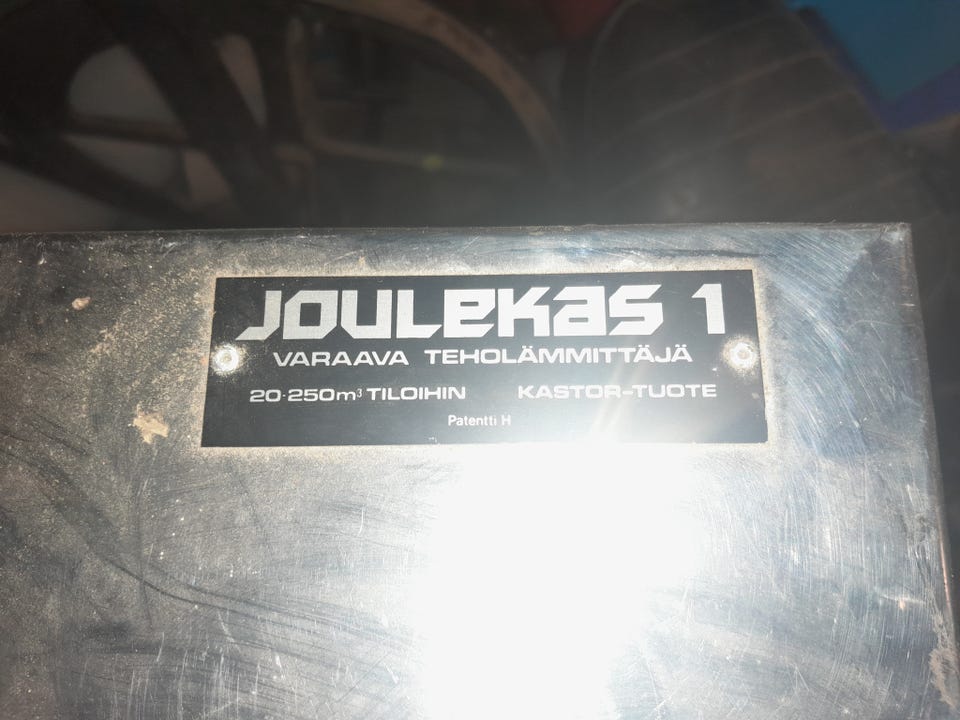 JOULEKAS 1
VARAAVA TEHOLÄMMITTÄJÄ
20-250m³ TILOIHIN KASTOR-TUOTE
Patentti H